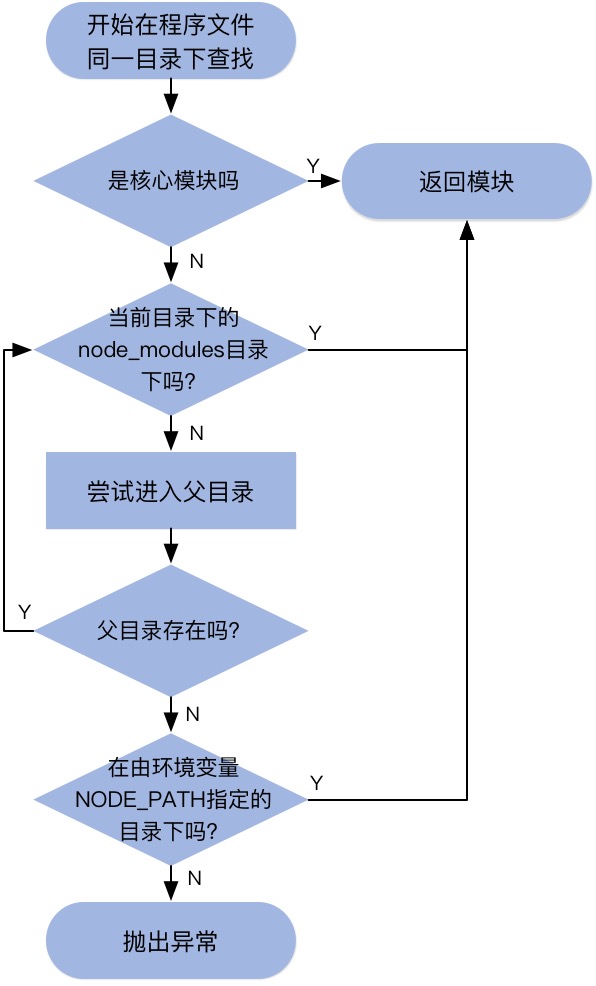 开始在程序文件
同一目录下查找
是核心模块吗
Y
返回模块
N
当前目录下的
node_modules目录
下吗?
Y
N
尝试进入父目录
父目录存在吗?
Y
N
在由环境变量
NODE_PATH指定的
目录下吗?
Y
N
抛出异常